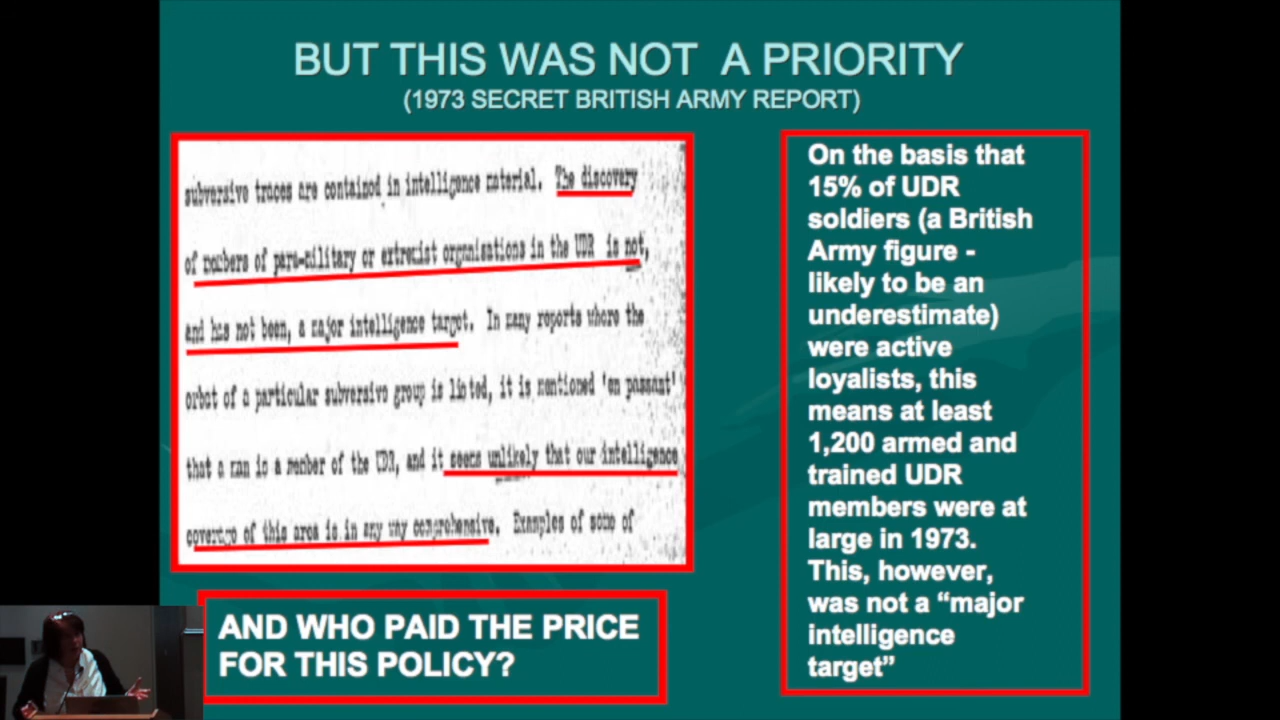 BUT THIS WAS NOT A PRIORITY
(1973 SECRET BRITISH ARMY REPORT)
subversive traces are contained in intelligence material. The discovery
of members of para-military or extremist organisations in the UDR is not,
and has not been, a major intelligence target. In many reports where the
orbat of a particular subversive group is listed, it is mentioned 'en passant'
that a man is a member of the UDR, and it seems unlikely that our intelligence
coverage of this area is in any way comprehensive. Examples of some of
AND WHO PAID THE PRICE
FOR THIS POLICY?
On the basis that
15% of UDR
soldiers (a British
Army figure -
likely to be an
underestimate)
were active
loyalists, this
means at least
1,200 armed and
trained UDR
members were at
large in 1973.
This, however,
was not a “major
intelligence
target”